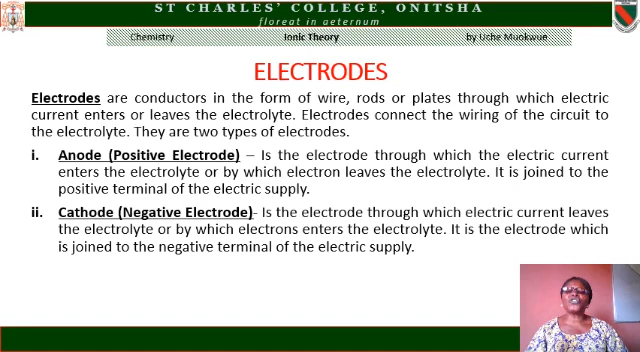 ST CHARLES' COLLEGE, ONITSHA
floreat in aeternum
Chemistry Ionic Theory by Uche Muokwue
ELECTRODES
Electrodes are conductors in the form of wire, rods or plates through which electric
current enters or leaves the electrolyte. Electrodes connect the wiring of the circuit to
the electrolyte. They are two types of electrodes.
i. Anode (Positive Electrode) – Is the electrode through which the electric current
enters the electrolyte or by which electron leaves the electrolyte. It is joined to the
positive terminal of the electric supply.
ii. Cathode (Negative Electrode)- Is the electrode through which electric current leaves
the electrolyte or by which electrons enters the electrolyte. It is the electrode which
is joined to the negative terminal of the electric supply.